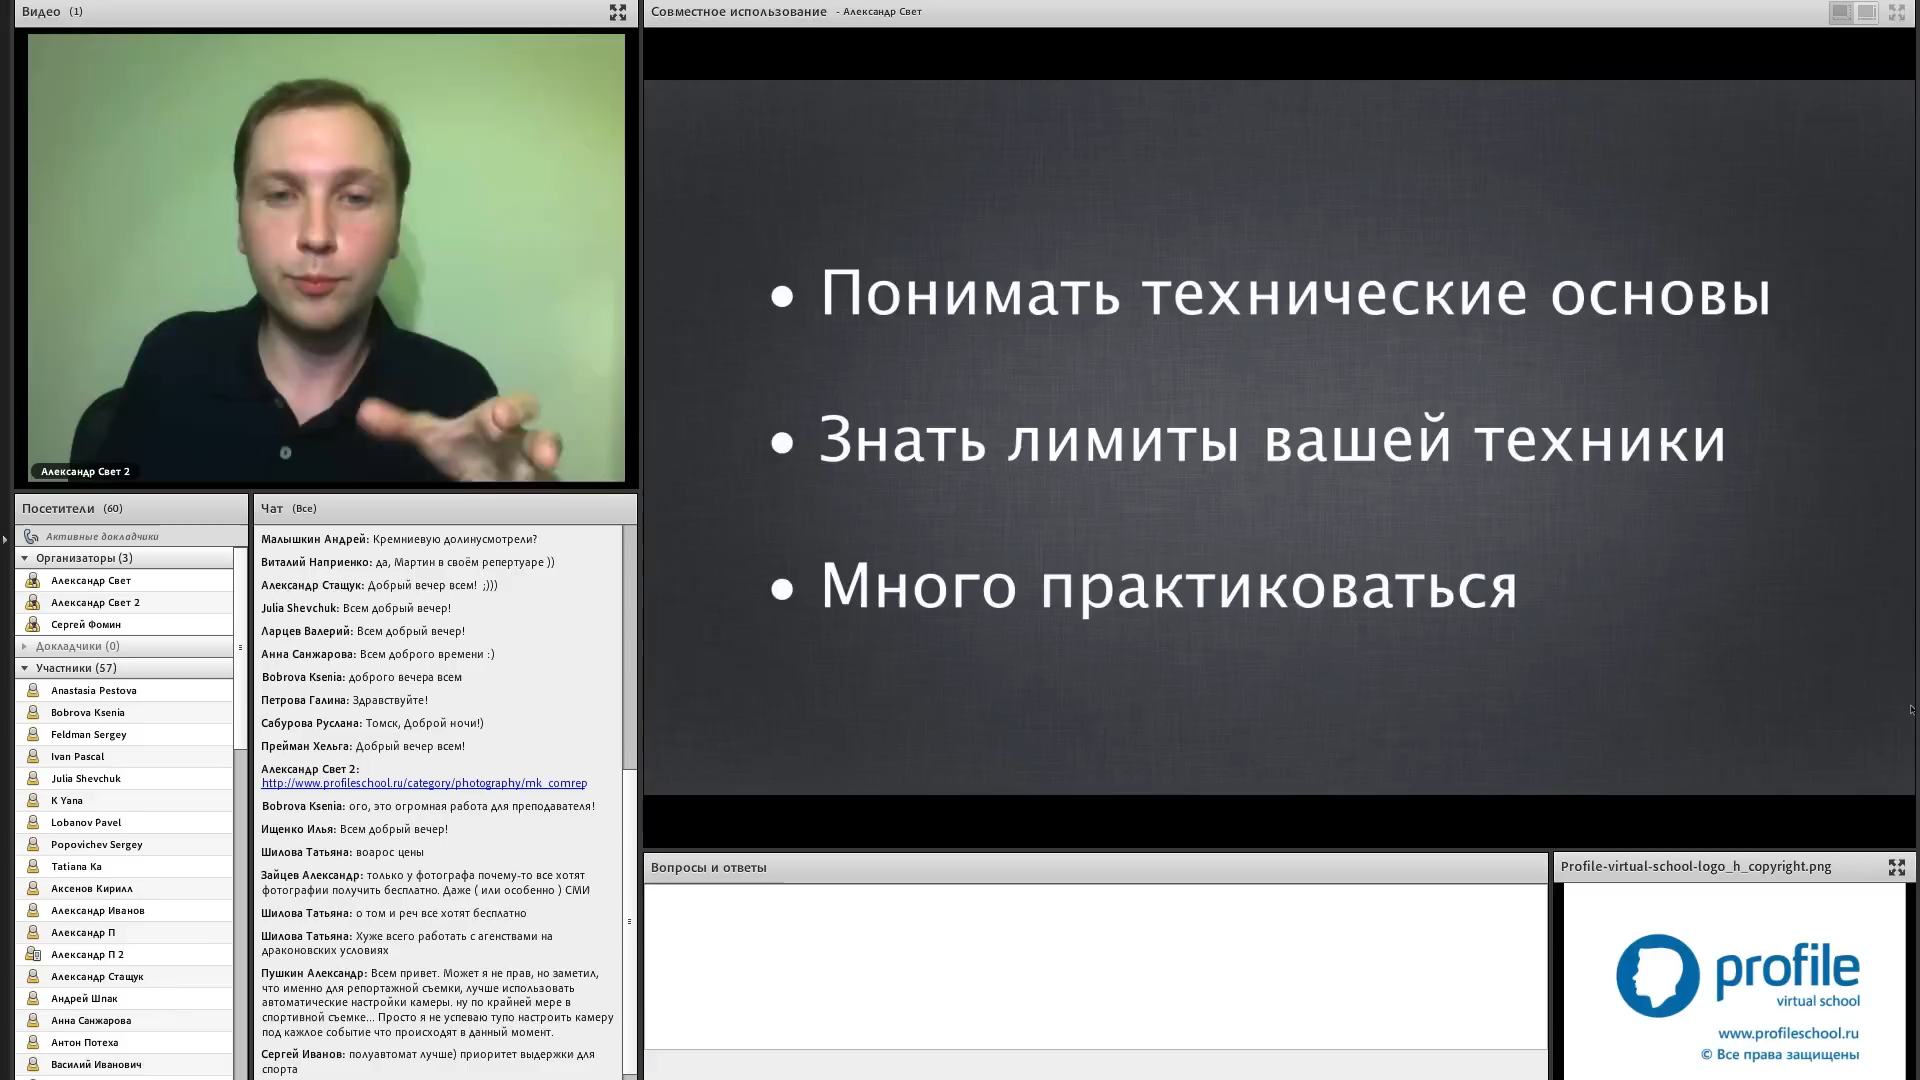 Видео (1)
Александр Свет 2
Посетители (60)
Активные докладчики
Организаторы (3)
Александр Свет
Александр Свет 2
Сергей Фомин
Докладчики (0)
Участники (57)
Anastasia Pestova
Bobrova Ksenia
Feldman Sergey
Ivan Pascal
Julia Shevchuk
K Yana
Lobanov Pavel
Popovichev Sergey
Tatiana Ka
Аксенов Кирилл
Александр Иванов
Александр П
Александр П 2
Александр Стащук
Андрей Шпак
Анна Санжарова
Антон Потеха
Василий Иванович
Чат (Все)
Малышкин Андрей: Кремниевую долинусмотрели?
Виталий Наприенко: да, Мартин в своём репертуаре ))
Александр Стащук: Добрый вечер всем! ;)))
Julia Shevchuk: Всем добрый вечер!
Ларцев Валерий: Всем добрый вечер!
Анна Санжарова: Всем доброго времени :)
Bobrova Ksenia: доброго вечера всем
Петрова Галина: Здравствуйте!
Сабурова Руслана: Томск, Доброй ночи!)
Прейман Хельга: Добрый вечер всем!
Александр Свет 2:
http://www.profileschool.ru/category/photography/mk_comrep
Bobrova Ksenia: ого, это огромная работа для преподавателя!
Ищенко Илья: Всем добрый вечер!
Шилова Татьяна: воарос цены
Зайцев Александр: только у фотографа почему-то все хотят
фотографии получить бесплатно. Даже ( или особенно ) СМИ
Шилова Татьяна: о том и реч все хотят бесплатно
Шилова Татьяна: Хуже всего работать с агенствами на
драконовских условиях
Пушкин Александр: Всем привет. Может я не прав, но заметил,
что именно для репортажной съемки, лучше использовать
автоматические настройки камеры. ну по крайней мере в
спортивной съемке... Просто я не успеваю тупо настроить камеру
под кажлое событие что происходят в данный момент.
Сергей Иванов: полуавтомат лучше) приоритет выдержки для
спорта
Совместное использование - Александр Свет
• Понимать технические основы
• Знать лимиты вашей техники
• Много практиковаться
Вопросы и ответы
Profile-virtual-school-logo_h_copyright.png
profile
virtual school
www.profileschool.ru
© Все права защищены